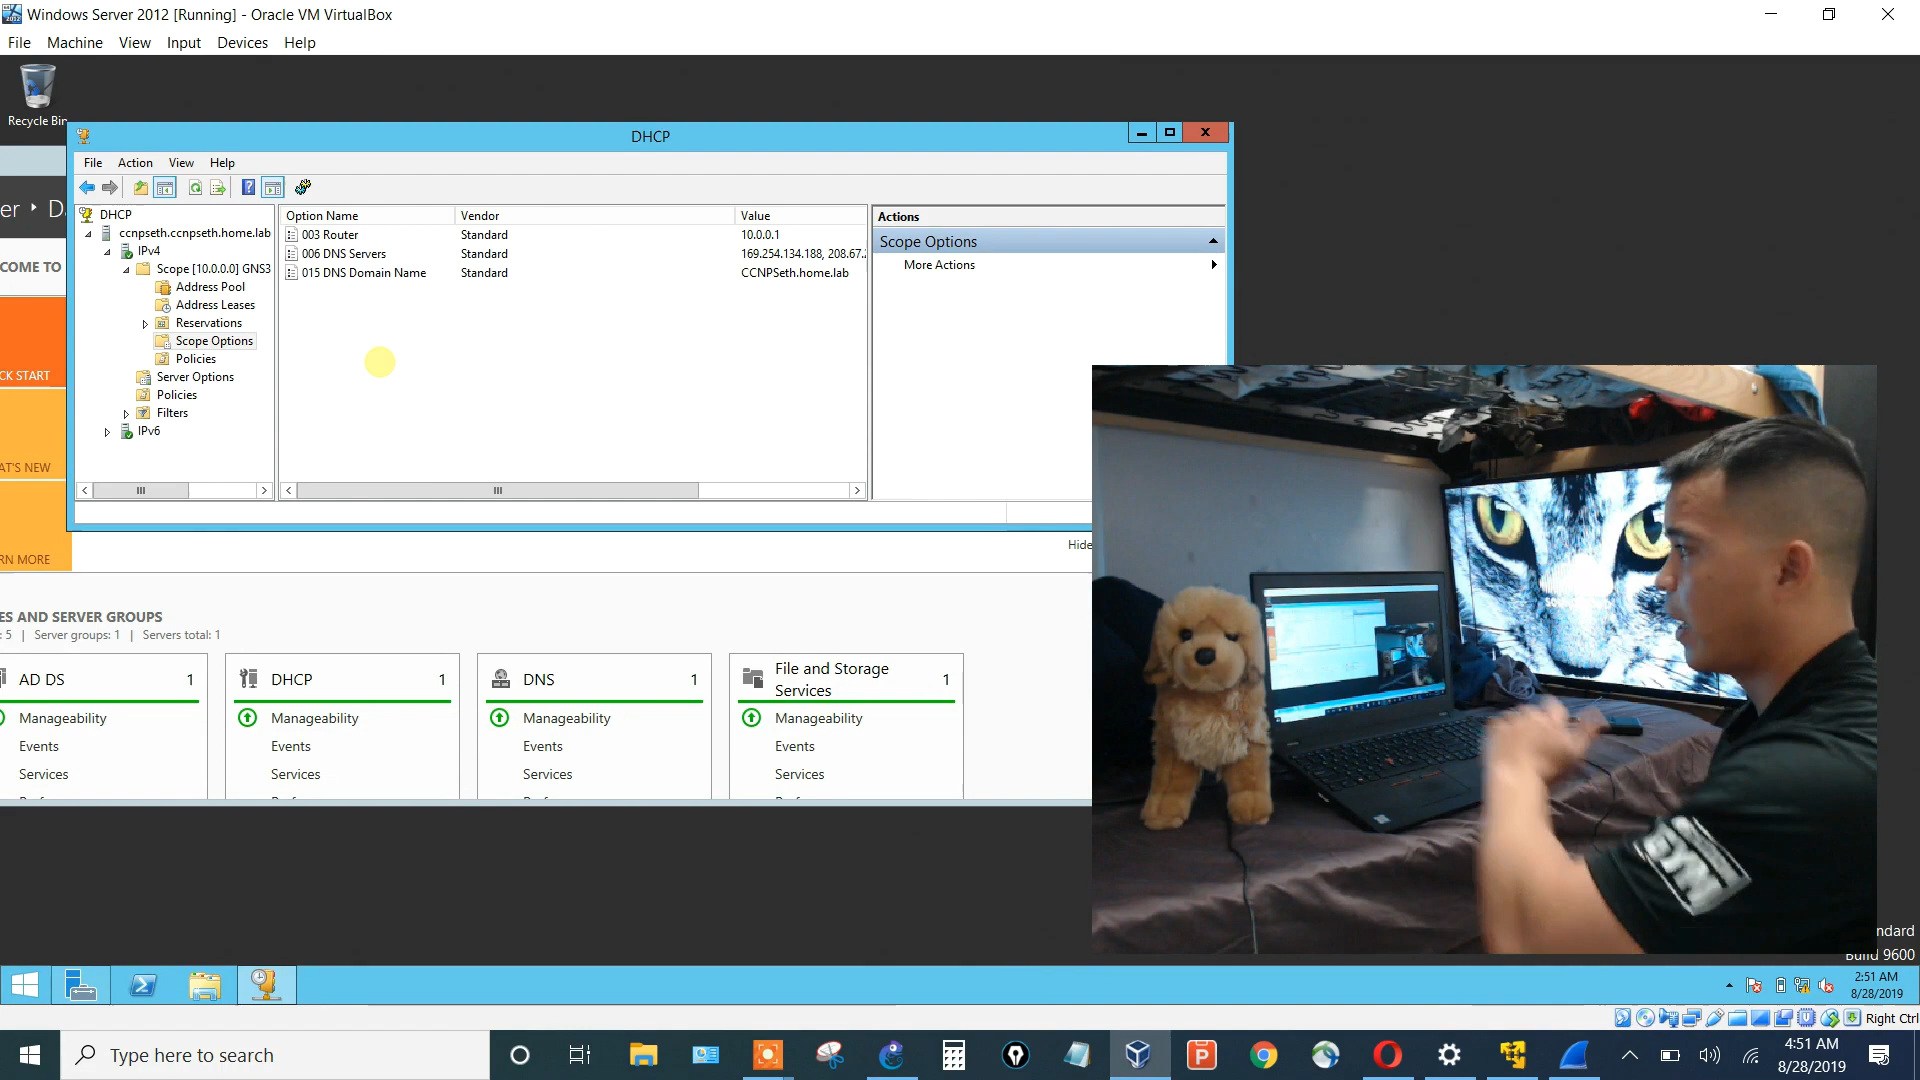 Windows Server 2012 [Running] - Oracle VM VirtualBox
File Machine View Input Devices Help
Recycle Bin
DHCP
File Action View Help
er ‣ Da
COME TO
CK START
AT'S NEW
RN MORE
DHCP
ccnpseth.ccnpseth.home.lab
IPv4
Scope [10.0.0.0] GNS3
Address Pool
Address Leases
Reservations
Scope Options
Policies
Server Options
Policies
Filters
IPv6
Option Name Vendor Value
003 Router Standard 10.0.0.1
006 DNS Servers Standard 169.254.134.188, 208.67.
015 DNS Domain Name Standard CCNPSeth.home.lab
Actions
Scope Options
More Actions
Hide
ES AND SERVER GROUPS
: 5 | Server groups: 1 | Servers total: 1
AD DS 1
Manageability
Events
Services
DHCP 1
Manageability
Events
Services
DNS 1
Manageability
Events
Services
File and Storage
Services 1
Manageability
Events
Services
ndard
Build 9600
2:51 AM
8/28/2019
Right Ctrl
Type here to search
4:51 AM
8/28/2019